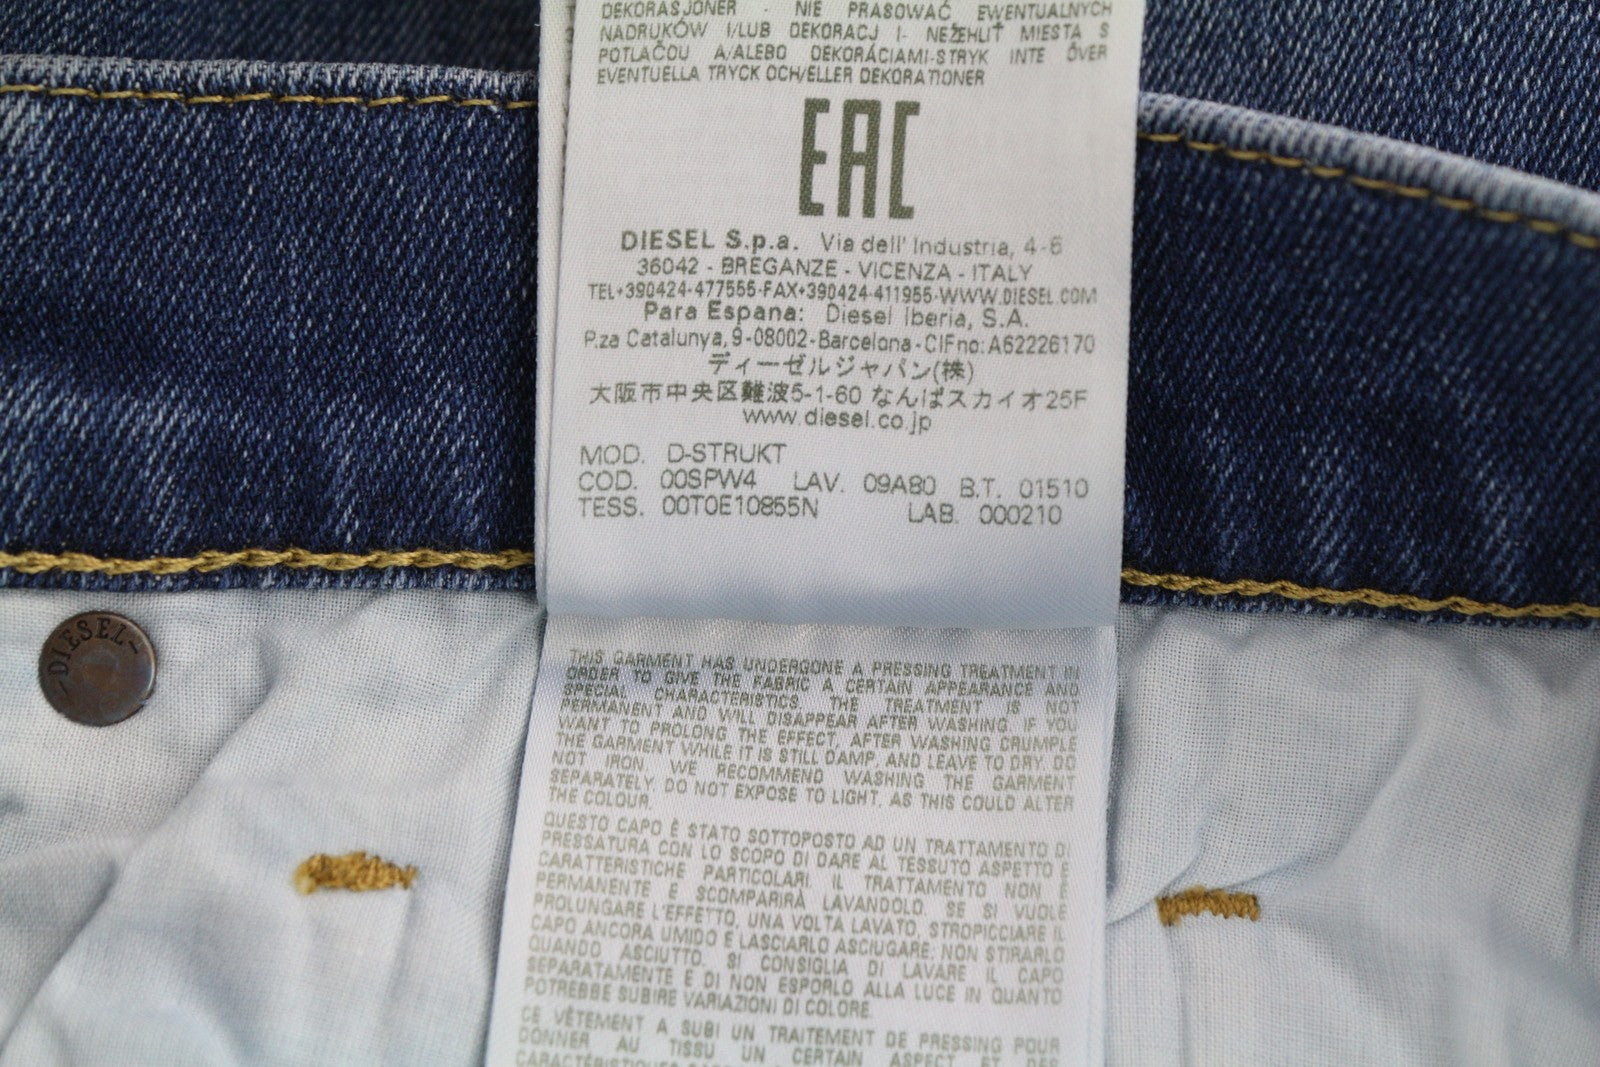 DEKORASJONER - NIE PRASOWAĆ EWENTUALNYCH
NADRUKÓW I/LUB DEKORACJ I- NEŽEHLIŤ MIESTA S
POTLAČOU A/ALEBO DEKORÁCIAMI-STRYK INTE ÖVER
EVENTUELLA TRYCK OCH/ELLER DEKORATIONER
EAC
DIESEL S.p.a. Via dell' Industria, 4-6
36042 - BREGANZE - VICENZA - ITALY
TEL+390424-477555-FAX+390424-411955-WWW.DIESEL.COM
Para Espana: Diesel Iberia, S.A.
P.za Catalunya, 9-08002-Barcelona-CIF no: A62226170
ディーゼルジャパン(株)
大阪市中央区難波5-1-60 なんばスカイオ25F
www.diesel.co.jp
MOD. D-STRUKT
COD. 00SPW4 LAV. 09A80 B.T. 01510
TESS. 00T0E10855N LAB. 000210
DIESEL
THIS GARMENT HAS UNDERGONE A PRESSING TREATMENT IN
ORDER TO GIVE THE FABRIC A CERTAIN APPEARANCE AND
SPECIAL CHARACTERISTICS. THE TREATMENT IS NOT
PERMANENT AND WILL DISAPPEAR AFTER WASHING. IF YOU
WANT TO PROLONG THE EFFECT, AFTER WASHING CRUMPLE
THE GARMENT WHILE IT IS STILL DAMP, AND LEAVE TO DRY. DO
NOT IRON. WE RECOMMEND WASHING THE GARMENT
SEPARATELY. DO NOT EXPOSE TO LIGHT, AS THIS COULD ALTER
THE COLOUR.
QUESTO CAPO È STATO SOTTOPOSTO AD UN TRATTAMENTO DI
PRESSATURA CON LO SCOPO DI DARE AL TESSUTO ASPETTO E
CARATTERISTICHE PARTICOLARI. IL TRATTAMENTO NON È
PERMANENTE E SCOMPARIRÀ LAVANDOLO. SE SI VUOLE
PROLUNGARE L'EFFETTO, UNA VOLTA LAVATO, STROPICCIARE IL
CAPO ANCORA UMIDO E LASCIARLO ASCIUGARE; NON STIRARLO
QUANDO ASCIUTTO. SI CONSIGLIA DI LAVARE IL CAPO
SEPARATAMENTE E DI NON ESPORLO ALLA LUCE IN QUANTO
POTREBBE SUBIRE VARIAZIONI DI COLORE.
CE VÊTEMENT A SUBI UN TRAITEMENT DE PRESSING POUR
DONNER AU TISSU UN CERTAIN ASPECT ET DES